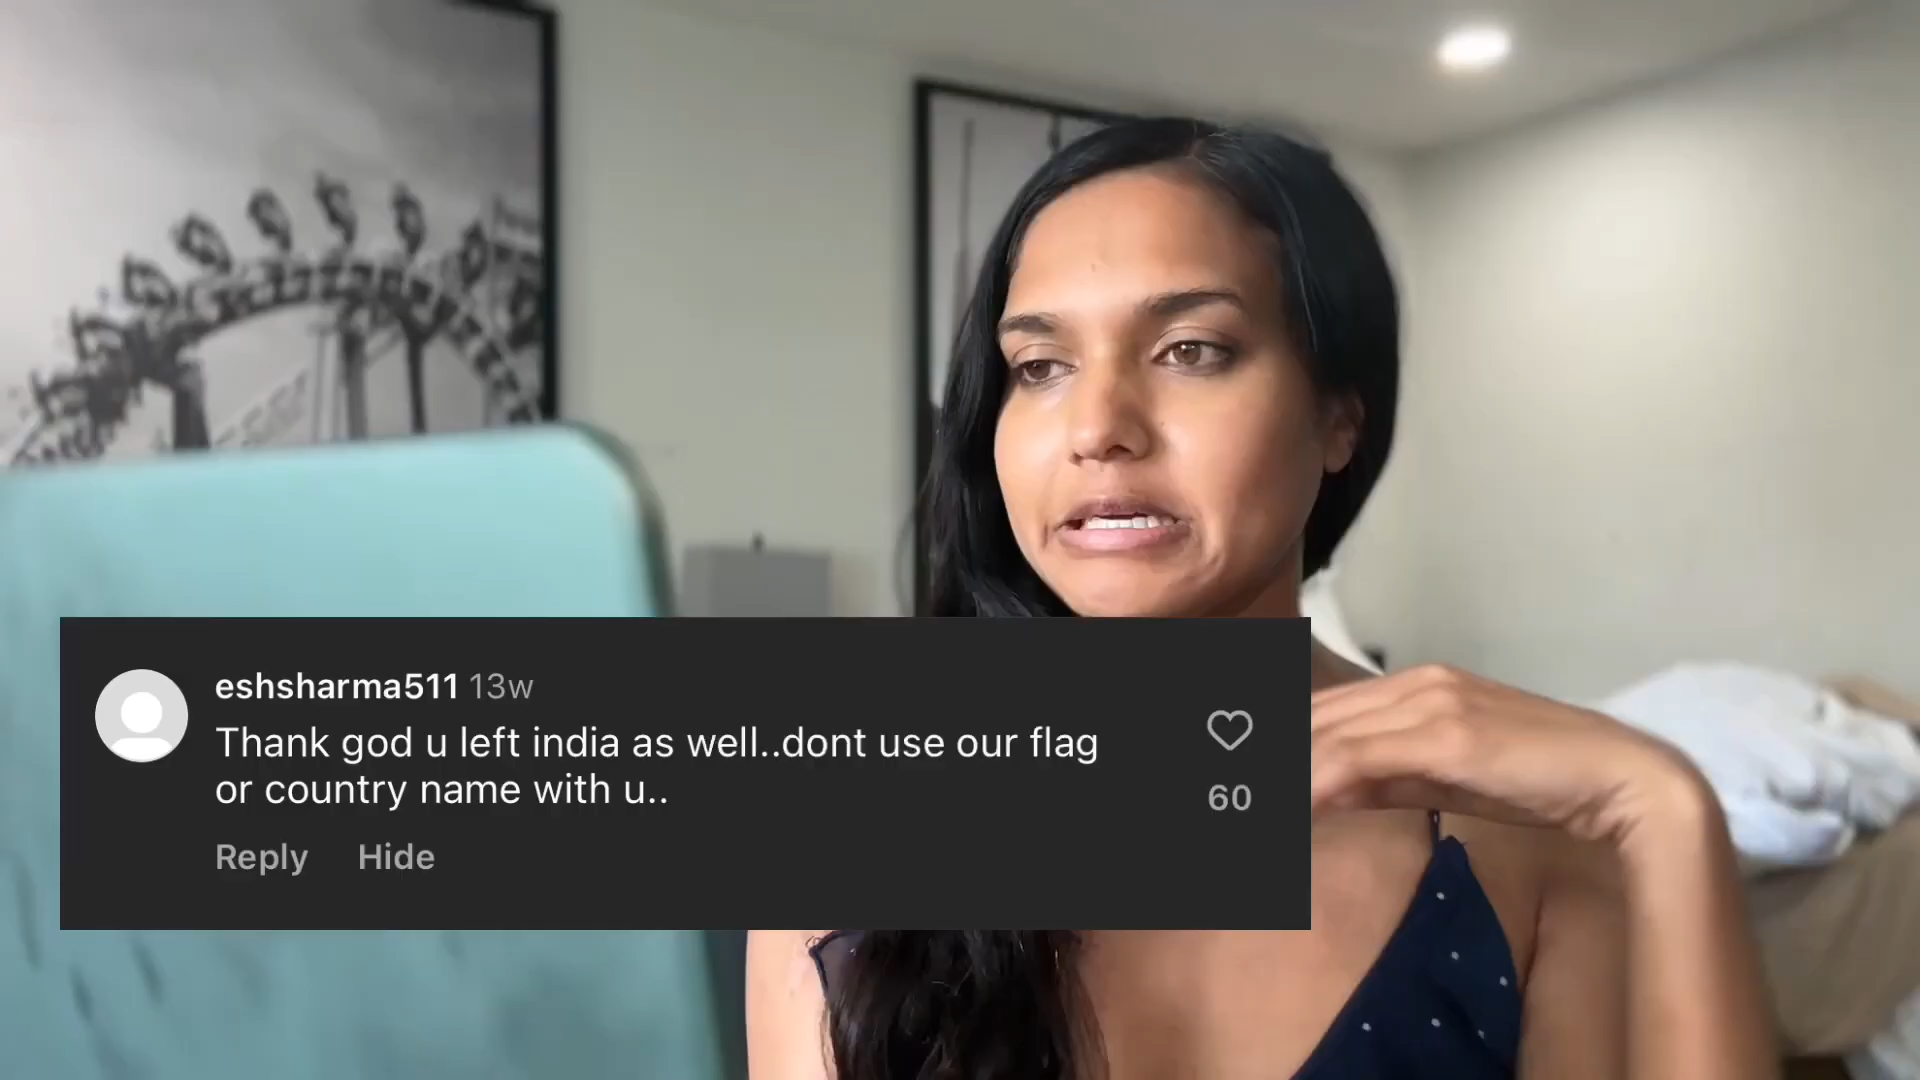 eshsharma511 13w
Thank god u left india as well..dont use our flag
or country name with u..
60
Reply Hide